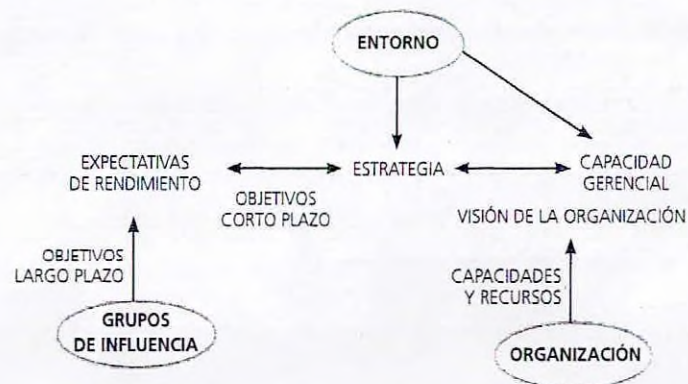 ENTORNO
EXPECTATIVAS
DE RENDIMIENTO
OBJETIVOS
CORTO PLAZO
ESTRATEGIA
CAPACIDAD
GERENCIAL
VISIÓN DE LA ORGANIZACIÓN
OBJETIVOS
LARGO PLAZO
CAPACIDADES
Y RECURSOS
GRUPOS
DE INFLUENCIA
ORGANIZACIÓN